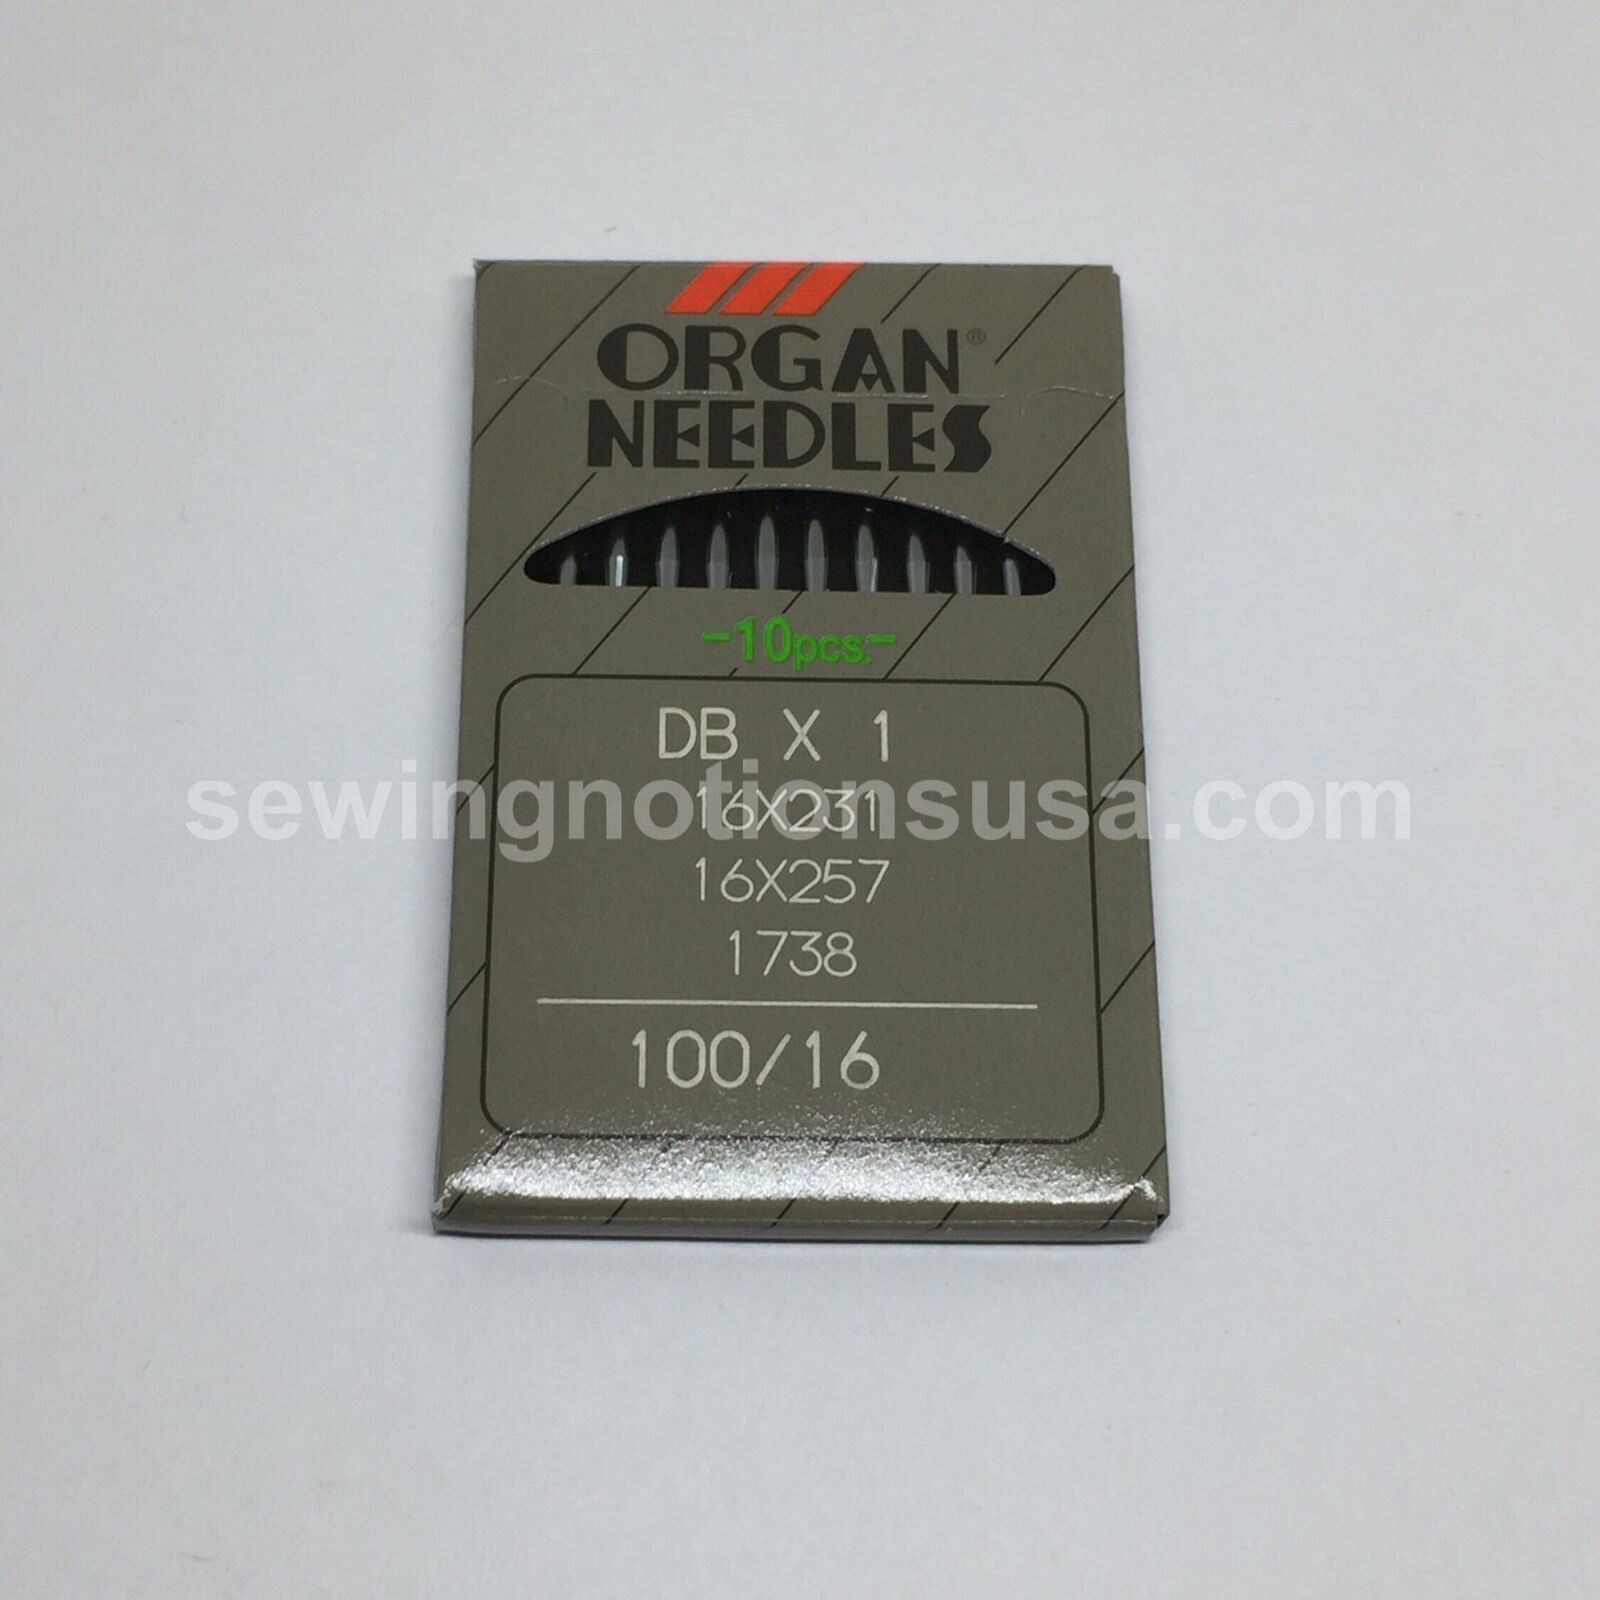 ORGAN®
NEEDLES
-10pcs.-
DB X 1
sewingnotionsusa.com
16X231
16X257
1738
100/16